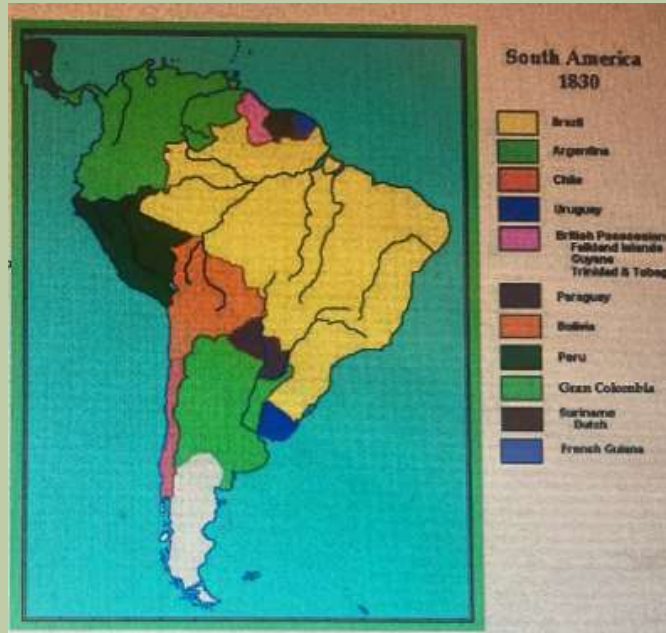 South America
1830
Brazil
Argentina
Chile
Uruguay
British Possessions
Falkland Islands
Guyana
Trinidad & Tobago
Paraguay
Bolivia
Peru
Gran Colombia
Suriname
Dutch
French Guiana